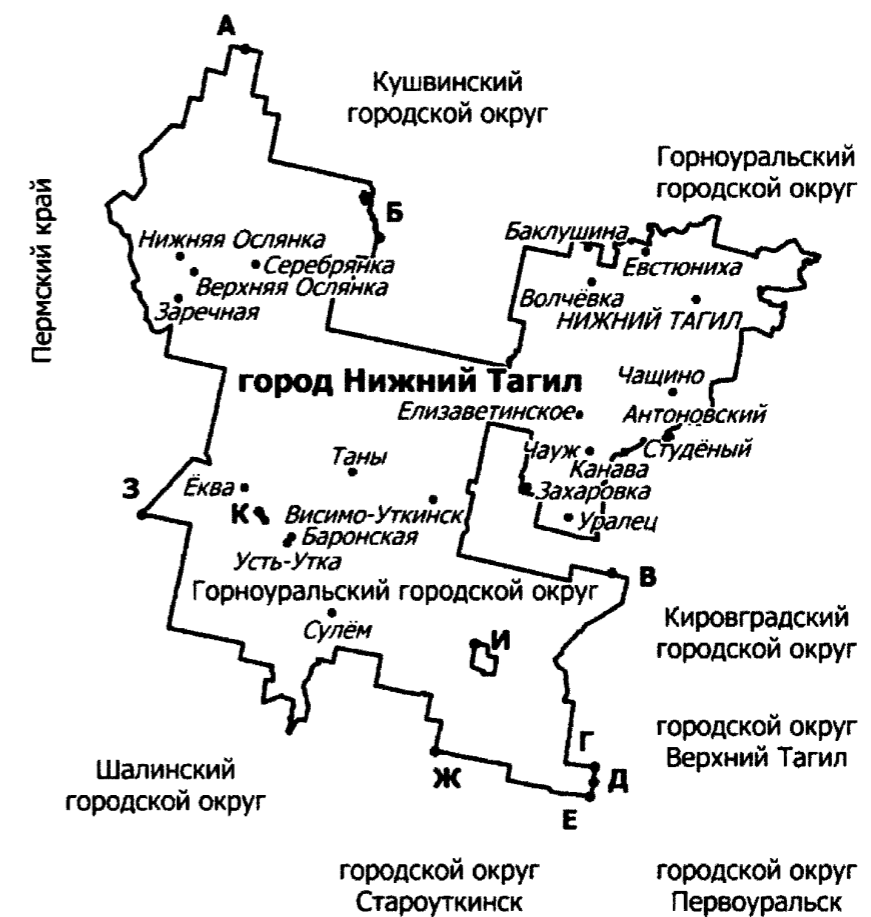 А
Кушвинский
городской округ
Горноуральский
городской округ
Пермский край
Б
Нижняя Ослянка
Серебрянка
Верхняя Ослянка
Заречная
Баклушина
Евстюниха
Волчёвка
НИЖНИЙ ТАГИЛ
город Нижний Тагил
Чащино
Елизаветинское
Антоновский
Чауж
Студёный
Канава
Таны
З
Ёква
Захаровка
К
Висимо-Уткинск
Уралец
Баронская
Усть-Утка
В
Горноуральский городской округ
Сулём
И
Кировградский
городской округ
Г
городской округ
Верхний Тагил
Шалинский
городской округ
Ж
Д
Е
городской округ
Староуткинск
городской округ
Первоуральск